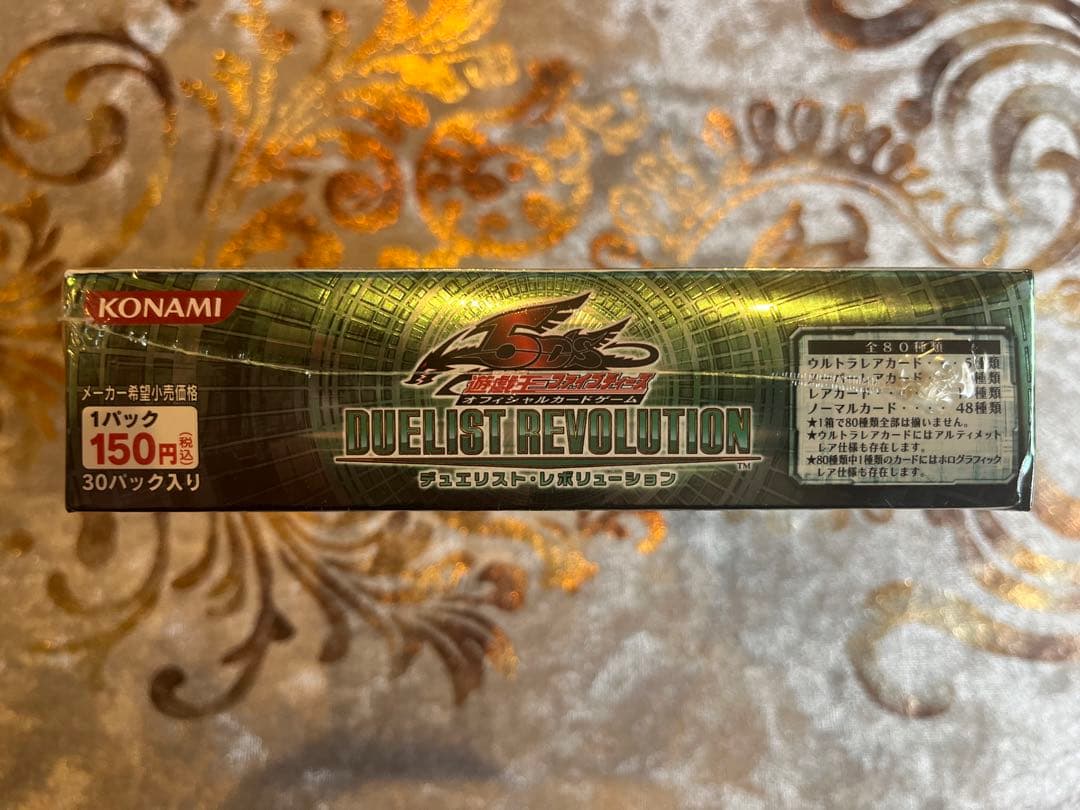 KONAMI
メーカー希望小売価格
1パック
150円(税込)
30パック入り
5D's
遊戯王ファイブディーズ
オフィシャルカードゲーム
DUELIST REVOLUTION
TM
デュエリスト・レボリューション
全80種類
ウルトラレアカード・・
種類
レアカード・・・・
種類
ノーマルカード・・・・48種類
★1箱で80種類全部は揃いません。
★ウルトラレアカードにはアルティメット
レア仕様も存在します。
★80種類中1種類のカードにはホログラフィック
レア仕様も存在します。